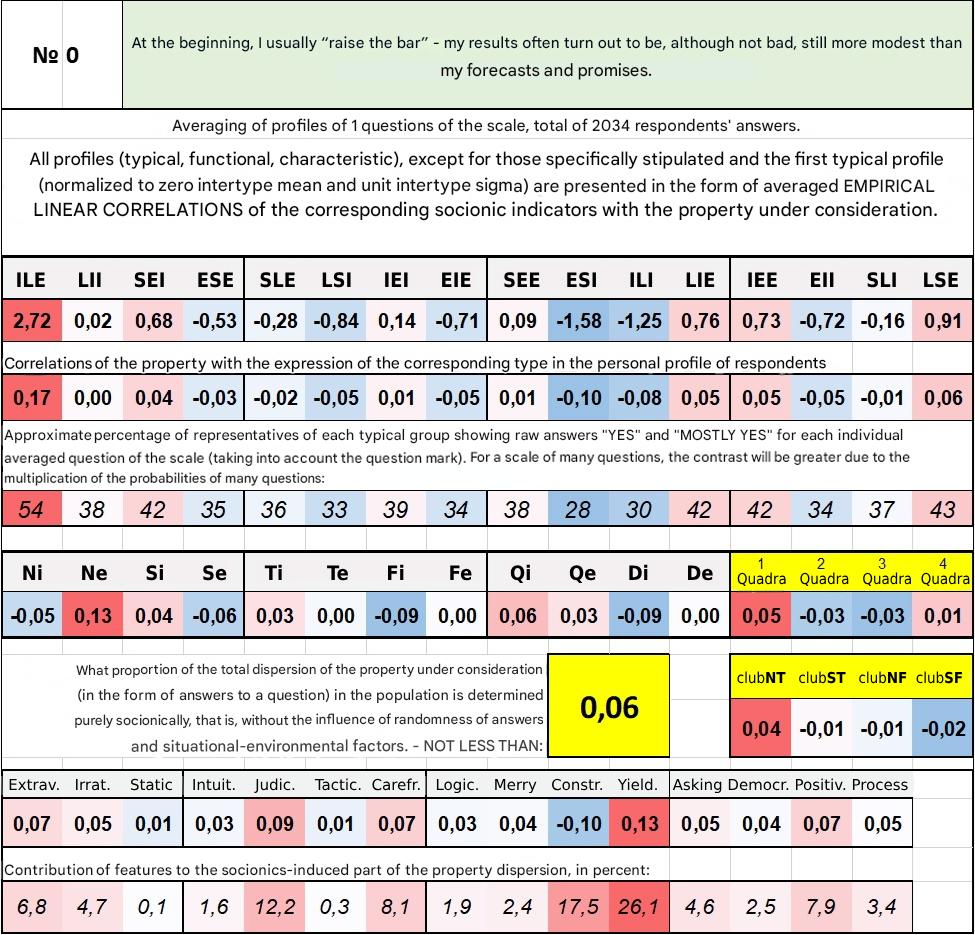 № 0
At the beginning, I usually “raise the bar” - my results often turn out to be, although not bad, still more modest than
my forecasts and promises.
Averaging of profiles of 1 questions of the scale, total of 2034 respondents' answers.
All profiles (typical, functional, characteristic), except for those specifically stipulated and the first typical profile
(normalized to zero intertype mean and unit intertype sigma) are presented in the form of averaged EMPIRICAL
LINEAR CORRELATIONS of the corresponding socionic indicators with the property under consideration.
ILE LII SEI ESE SLE LSI IEI EIE SEE ESI ILI LIE IEE EII SLI LSE
2,72 0,02 0,68 -0,53 -0,28 -0,84 0,14 -0,71 0,09 -1,58 -1,25 0,76 0,73 -0,72 -0,16 0,91
Correlations of the property with the expression of the corresponding type in the personal profile of respondents
0,17 0,00 0,04 -0,03 -0,02 -0,05 0,01 -0,05 0,01 -0,10 -0,08 0,05 0,05 -0,05 -0,01 0,06
Approximate percentage of representatives of each typical group showing raw answers "YES" and "MOSTLY YES" for each individual
averaged question of the scale (taking into account the question mark). For a scale of many questions, the contrast will be greater due to the
multiplication of the probabilities of many questions:
54 38 42 35 36 33 39 34 38 28 30 42 42 34 37 43
Ni Ne Si Se Ti Te Fi Fe Qi Qe Di De 1 Quadra 2 Quadra 3 Quadra 4 Quadra
-0,05 0,13 0,04 -0,06 0,03 0,00 -0,09 0,00 0,06 0,03 -0,09 0,00 0,05 -0,03 -0,03 0,01
What proportion of the total dispersion of the property under consideration
(in the form of answers to a question) in the population is determined
purely socionically, that is, without the influence of randomness of answers
and situational-environmental factors. - NOT LESS THAN:
0,06
clubNT clubST clubNF clubSF
0,04 -0,01 -0,01 -0,02
Extrav. Irrat. Static Intuit. Judic. Tactic. Carefr. Logic. Merry Constr. Yield. Asking Democr. Positiv. Process
0,07 0,05 0,01 0,03 0,09 0,01 0,07 0,03 0,04 -0,10 0,13 0,05 0,04 0,07 0,05
Contribution of features to the socionics-induced part of the property dispersion, in percent:
6,8 4,7 0,1 1,6 12,2 0,3 8,1 1,9 2,4 17,5 26,1 4,6 2,5 7,9 3,4